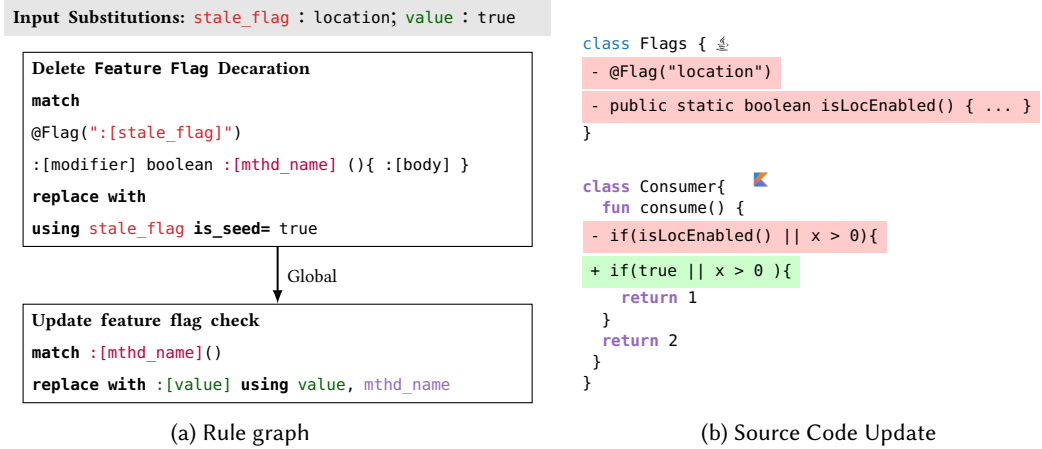 Input Substitutions: stale_flag : location; value : true
Delete Feature Flag Decaration
match
@Flag(":[stale_flag]")
:[modifier] boolean :[mthd_name] (){ :[body] }
replace with
using stale_flag is_seed= true
Global
Update feature flag check
match :[mthd_name]()
replace with :[value] using value, mthd_name
(a) Rule graph
class Flags {
- @Flag("location")
- public static boolean isLocEnabled() { ... }
}
class Consumer{
fun consume() {
- if(isLocEnabled() || x > 0){
+ if(true || x > 0 ){
return 1
}
return 2
}
}
(b) Source Code Update